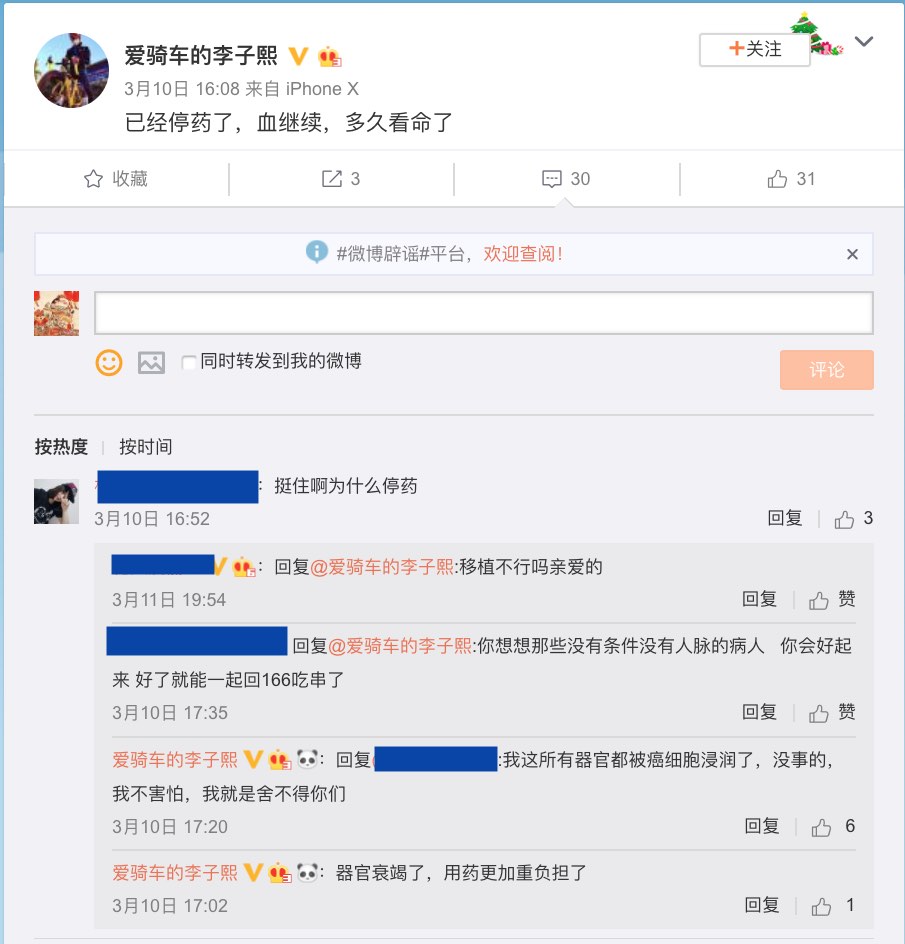 爱骑车的李子熙
+关注
3月10日 16:08 来自 iPhone X
已经停药了，血继续，多久看命了
收藏
3
30
31
#微博辟谣#平台，欢迎查阅！
同时转发到我的微博
评论
按热度 | 按时间
：挺住啊为什么停药
3月10日 16:52
回复 3
：回复@爱骑车的李子熙:移植不行吗亲爱的
3月11日 19:54
回复 赞
回复@爱骑车的李子熙:你想想那些没有条件没有人脉的病人 你会好起
来 好了就能一起回166吃串了
3月10日 17:35
回复 赞
爱骑车的李子熙：回复 :我这所有器官都被癌细胞浸润了，没事的，
我不害怕，我就是舍不得你们
3月10日 17:20
回复 6
爱骑车的李子熙：器官衰竭了，用药更加重负担了
3月10日 17:02
回复 1